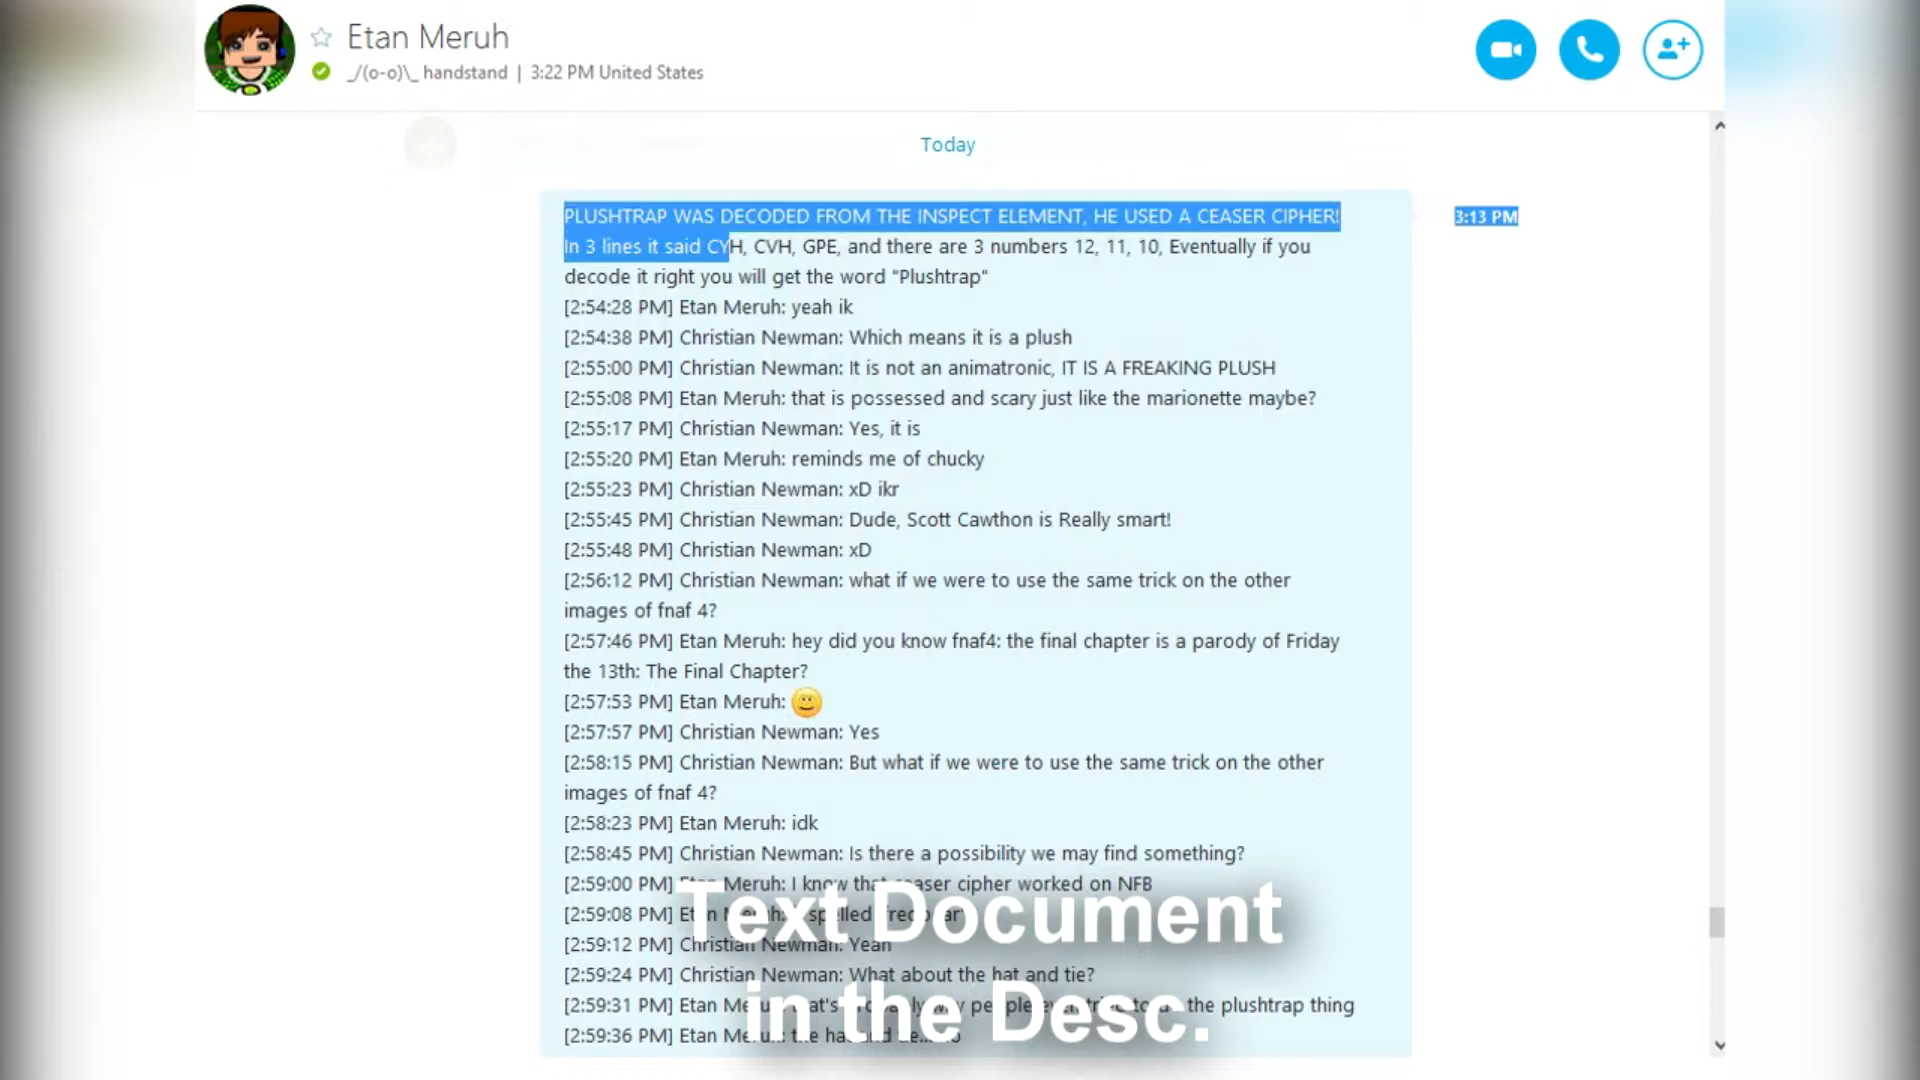 Etan Meruh
_/(o-o)\_ handstand | 3:22 PM United States
Today
PLUSHTRAP WAS DECODED FROM THE INSPECT ELEMENT, HE USED A CEASER CIPHER! 3:13 PM
In 3 lines it said CYH, CVH, GPE, and there are 3 numbers 12, 11, 10, Eventually if you
decode it right you will get the word "Plushtrap"
[2:54:28 PM] Etan Meruh: yeah ik
[2:54:38 PM] Christian Newman: Which means it is a plush
[2:55:00 PM] Christian Newman: It is not an animatronic, IT IS A FREAKING PLUSH
[2:55:08 PM] Etan Meruh: that is possessed and scary just like the marionette maybe?
[2:55:17 PM] Christian Newman: Yes, it is
[2:55:20 PM] Etan Meruh: reminds me of chucky
[2:55:23 PM] Christian Newman: xD ikr
[2:55:45 PM] Christian Newman: Dude, Scott Cawthon is Really smart!
[2:55:48 PM] Christian Newman: xD
[2:56:12 PM] Christian Newman: what if we were to use the same trick on the other
images of fnaf 4?
[2:57:46 PM] Etan Meruh: hey did you know fnaf4: the final chapter is a parody of Friday
the 13th: The Final Chapter?
[2:57:53 PM] Etan Meruh:
[2:57:57 PM] Christian Newman: Yes
[2:58:15 PM] Christian Newman: But what if we were to use the same trick on the other
images of fnaf 4?
[2:58:23 PM] Etan Meruh: idk
[2:58:45 PM] Christian Newman: Is there a possibility we may find something?
[2:59:00 PM] Etan Meruh: I know that ceaser cipher worked on NFB
[2:59:08 PM] Etan Meruh: spelled
[2:59:12 PM] Christian Newman: Yeah
[2:59:24 PM] Christian Newman: What about the hat and tie?
[2:59:31 PM] Etan Meruh: that's people the plushtrap thing
[2:59:36 PM] Etan Meruh: the hat and
Text Document
in the Desc.